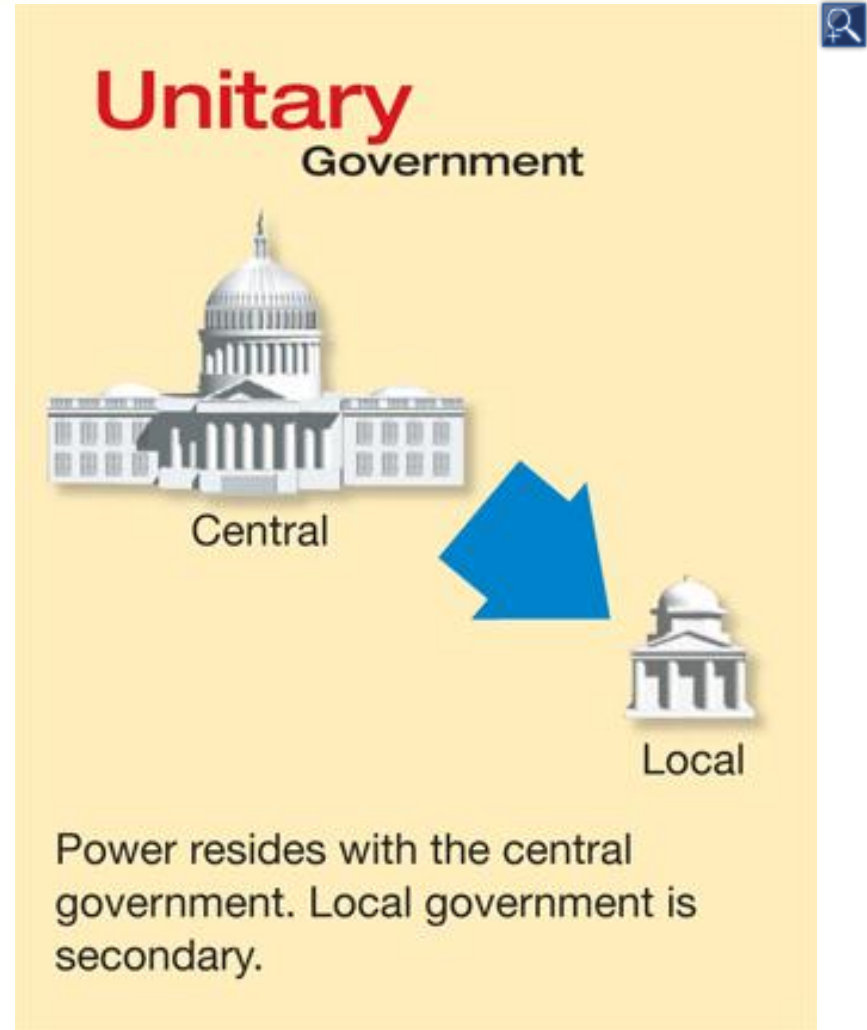 Unitary
Government
Central
Local
Power resides with the central
government. Local government is
secondary.